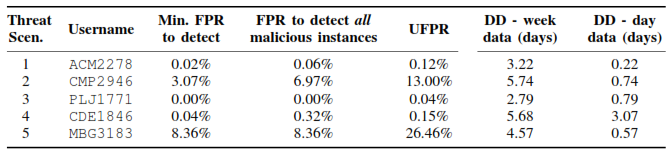 Threat Scen. Username Min. FPR to detect FPR to detect all malicious instances UFPR DD - week data (days) DD - day data (days)
1 ACM2278 0.02% 0.06% 0.12% 3.22 0.22
2 CMP2946 3.07% 6.97% 13.00% 5.74 0.74
3 PLJ1771 0.00% 0.00% 0.04% 2.79 0.79
4 CDE1846 0.04% 0.32% 0.15% 5.68 3.07
5 MBG3183 8.36% 8.36% 26.46% 4.57 0.57